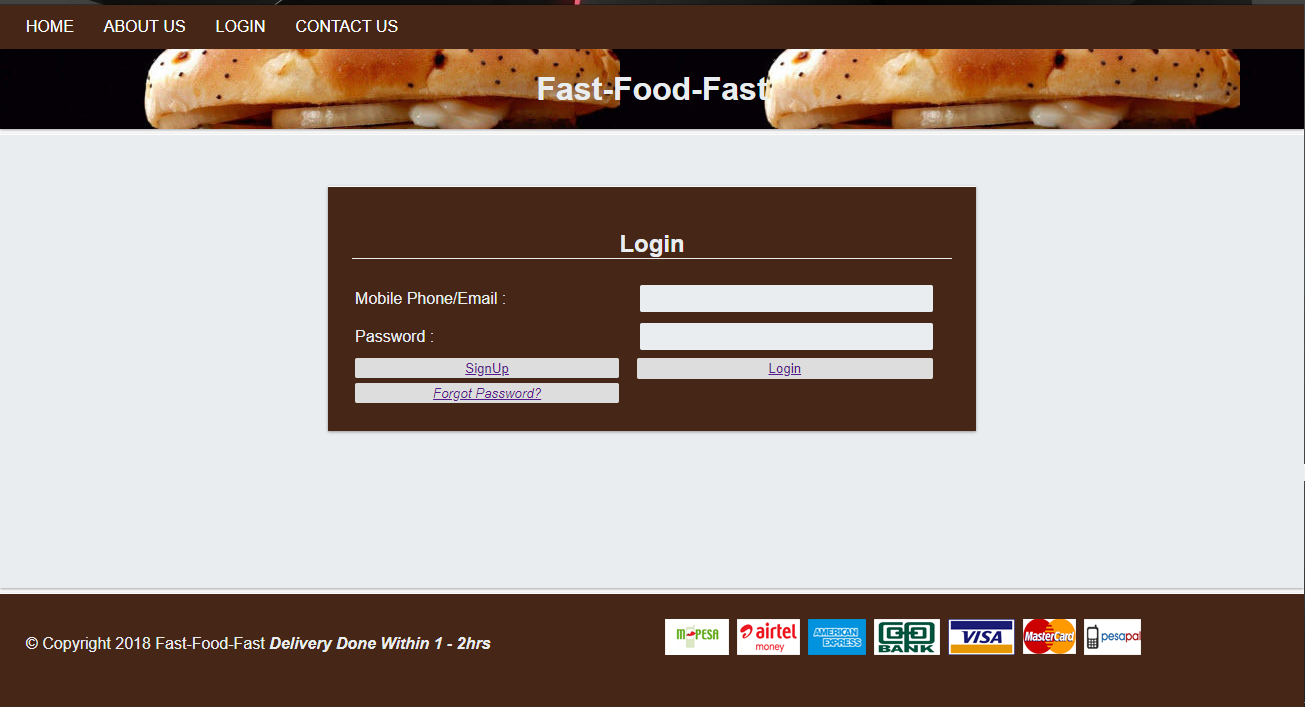 HOME ABOUT US LOGIN CONTACT US
Fast-Food-Fast
Login
Mobile Phone/Email :
Password :
SignUp Login
Forgot Password?
© Copyright 2018 Fast-Food-Fast Delivery Done Within 1 - 2hrs
M-PESA airtel money AMERICAN EXPRESS BANK VISA MasterCard pesapal